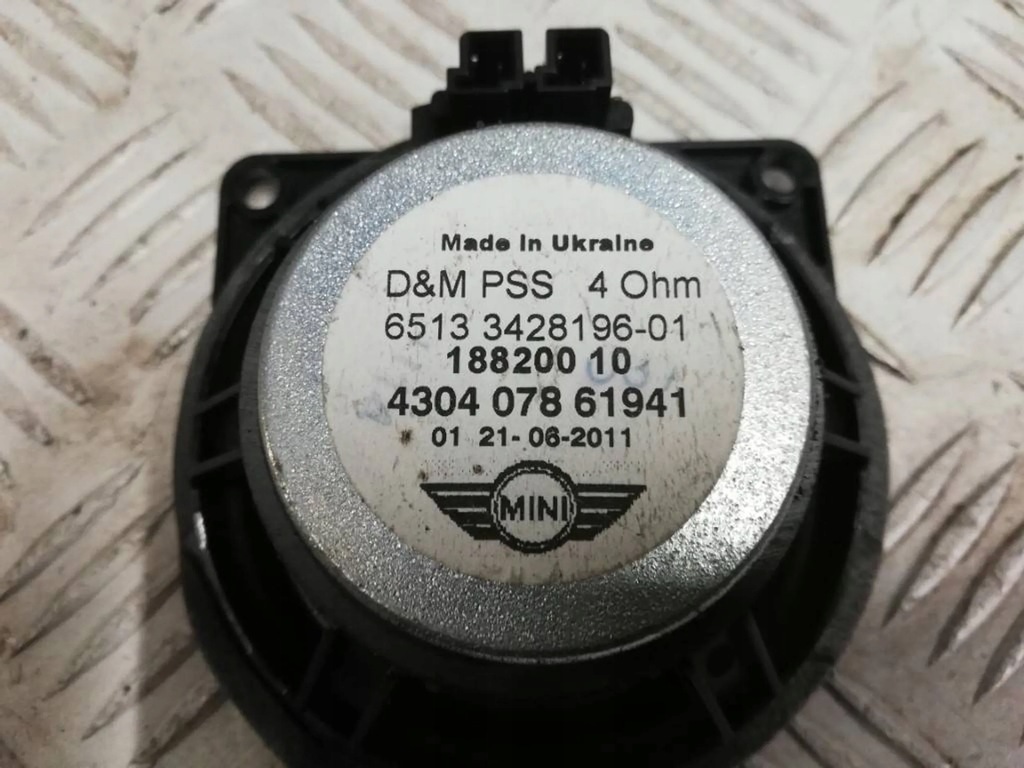 Made in Ukraine
D&M PSS 4 Ohm
6513 3428196-01
188200 10
4304 078 61941
01 21-06-2011
MINI